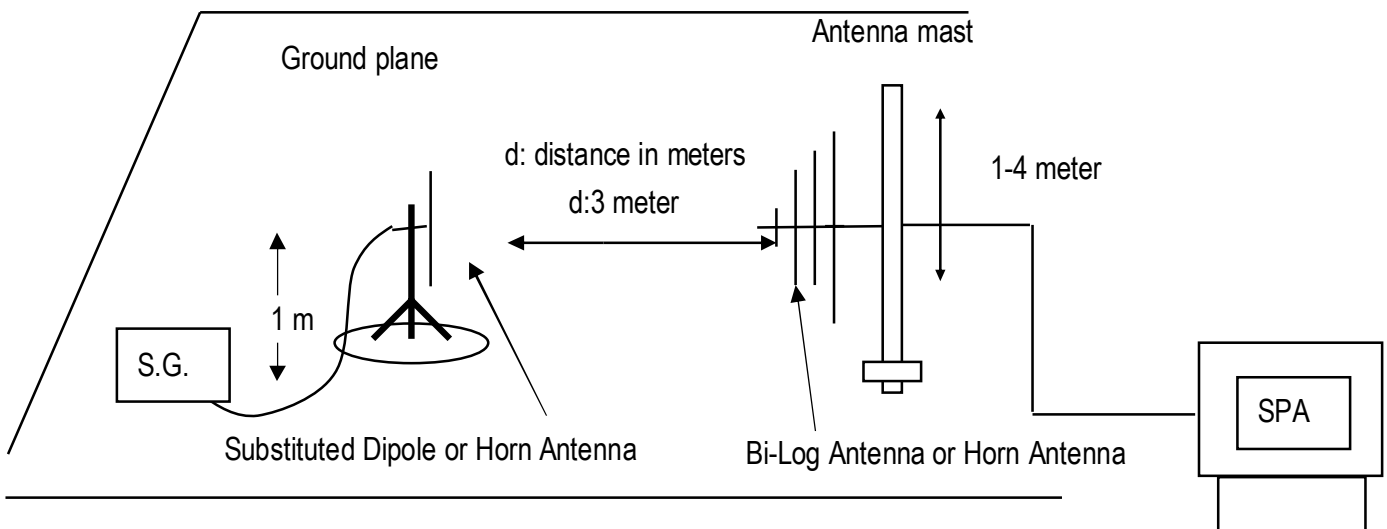 Antenna mast
Ground plane
d: distance in meters
d:3 meter
1-4 meter
1 m
S.G.
SPA
Substituted Dipole or Horn Antenna
Bi-Log Antenna or Horn Antenna